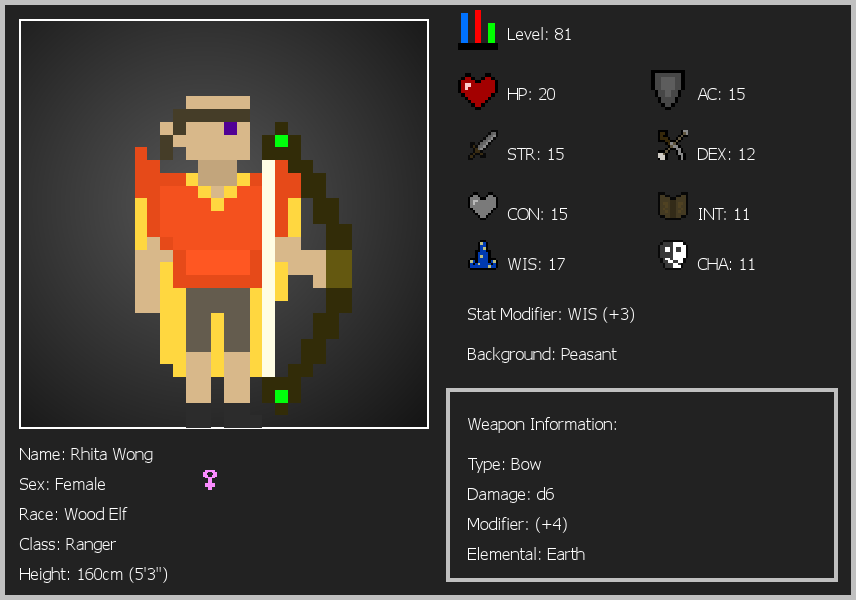 Level: 81
HP: 20
AC: 15
STR: 15
DEX: 12
CON: 15
INT: 11
WIS: 17
CHA: 11
Stat Modifier: WIS (+3)
Background: Peasant
Weapon Information:
Type: Bow
Damage: d6
Modifier: (+4)
Elemental: Earth
Name: Rhita Wong
Sex: Female
Race: Wood Elf
Class: Ranger
Height: 160cm (5'3")